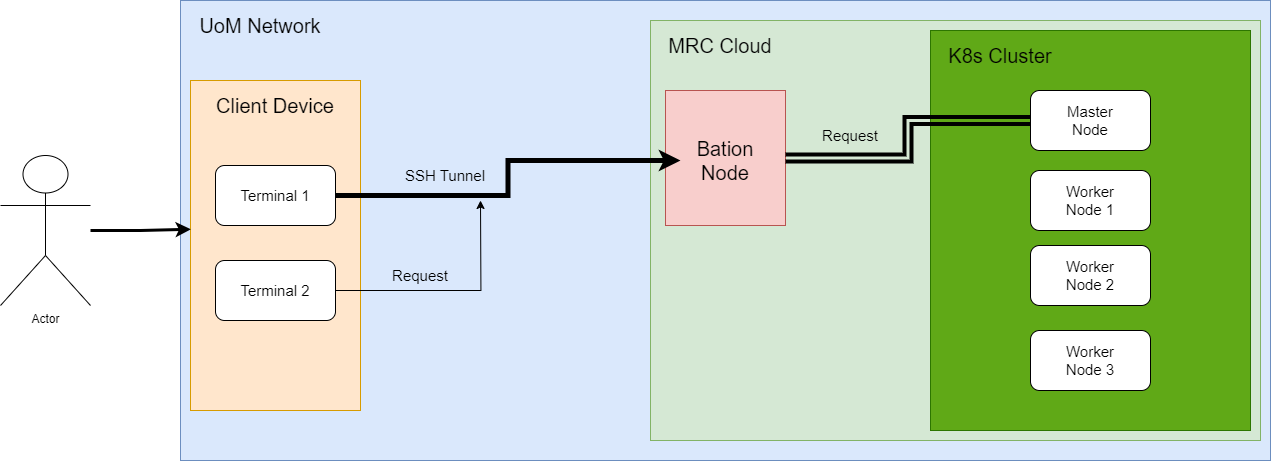 UoM Network
MRC Cloud
K8s Cluster
Client Device
Master
Node
Bation
Node
Request
SSH Tunnel
Terminal 1
Worker
Node 1
Request
Terminal 2
Worker
Node 2
Actor
Worker
Node 3